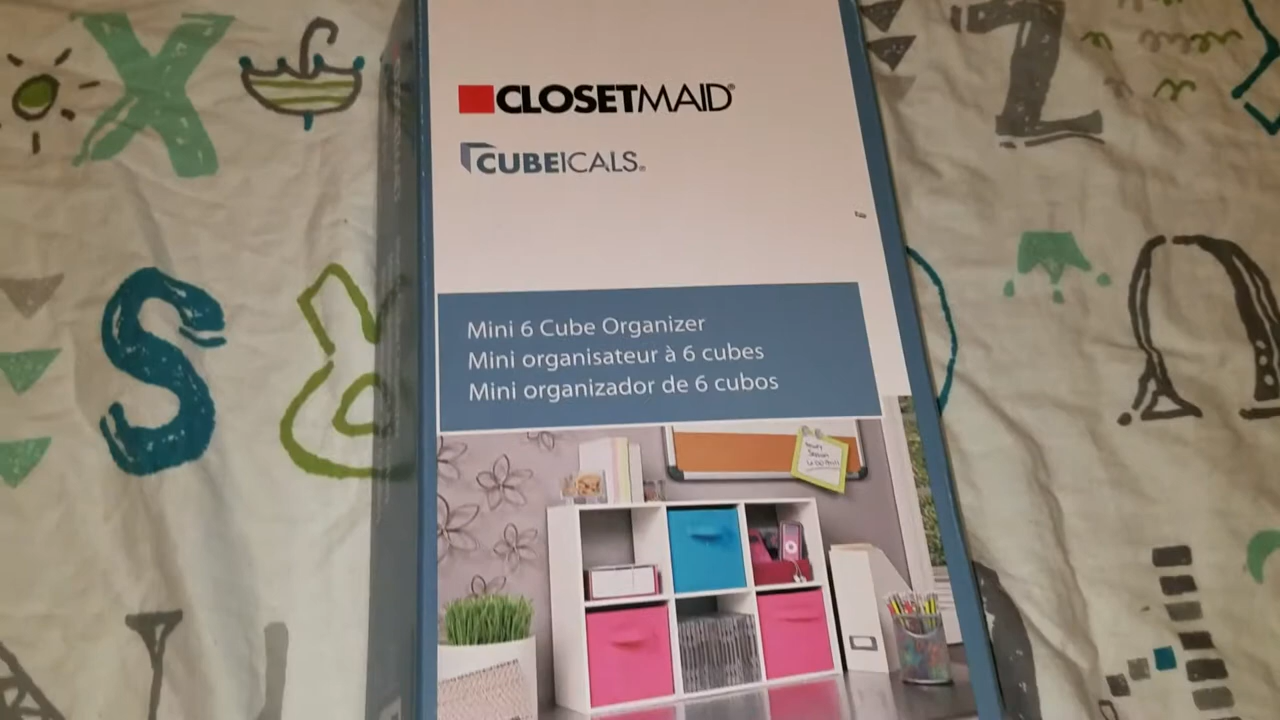 CLOSETMAID®
CUBEICALS®
Mini 6 Cube Organizer
Mini organisateur à 6 cubes
Mini organizador de 6 cubos
X
Z
S